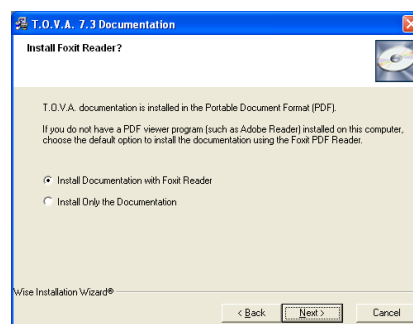 T.O.V.A. 7.3 Documentation
Install Foxit Reader?
T.O.V.A. documentation is installed in the Portable Document Format (PDF).
If you do not have a PDF viewer program (such as Adobe Reader) installed on this computer,
choose the default option to install the documentation using the Foxit PDF Reader.
Install Documentation with Foxit Reader
Install Only the Documentation
Wise Installation Wizard®
< Back
Next >
Cancel